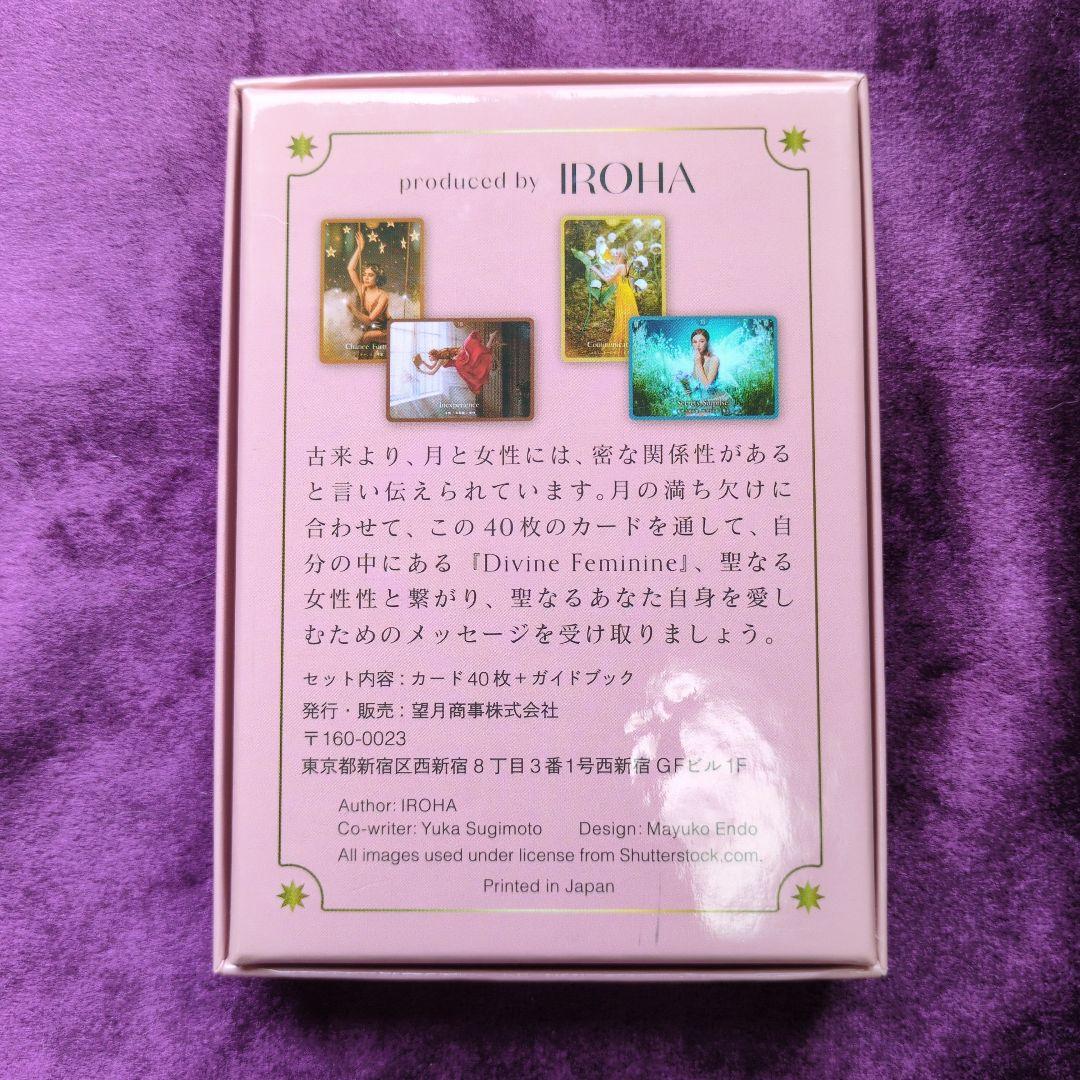 produced by IROHA
Inexperience
古来より、月と女性には、密な関係性がある
と言い伝えられています。月の満ち欠けに
合わせて、この40枚のカードを通して、自
分の中にある『Divine Feminine』、聖なる
女性性と繋がり、聖なるあなた自身を愛し
むためのメッセージを受け取りましょう。
セット内容：カード40枚＋ガイドブック
発行・販売：望月商事株式会社
〒160-0023
東京都新宿区西新宿8丁目3番1号西新宿GFビル1F
Author: IROHA
Co-writer: Yuka Sugimoto Design: Mayuko Endo
All images used under license from Shutterstock.com.
Printed in Japan